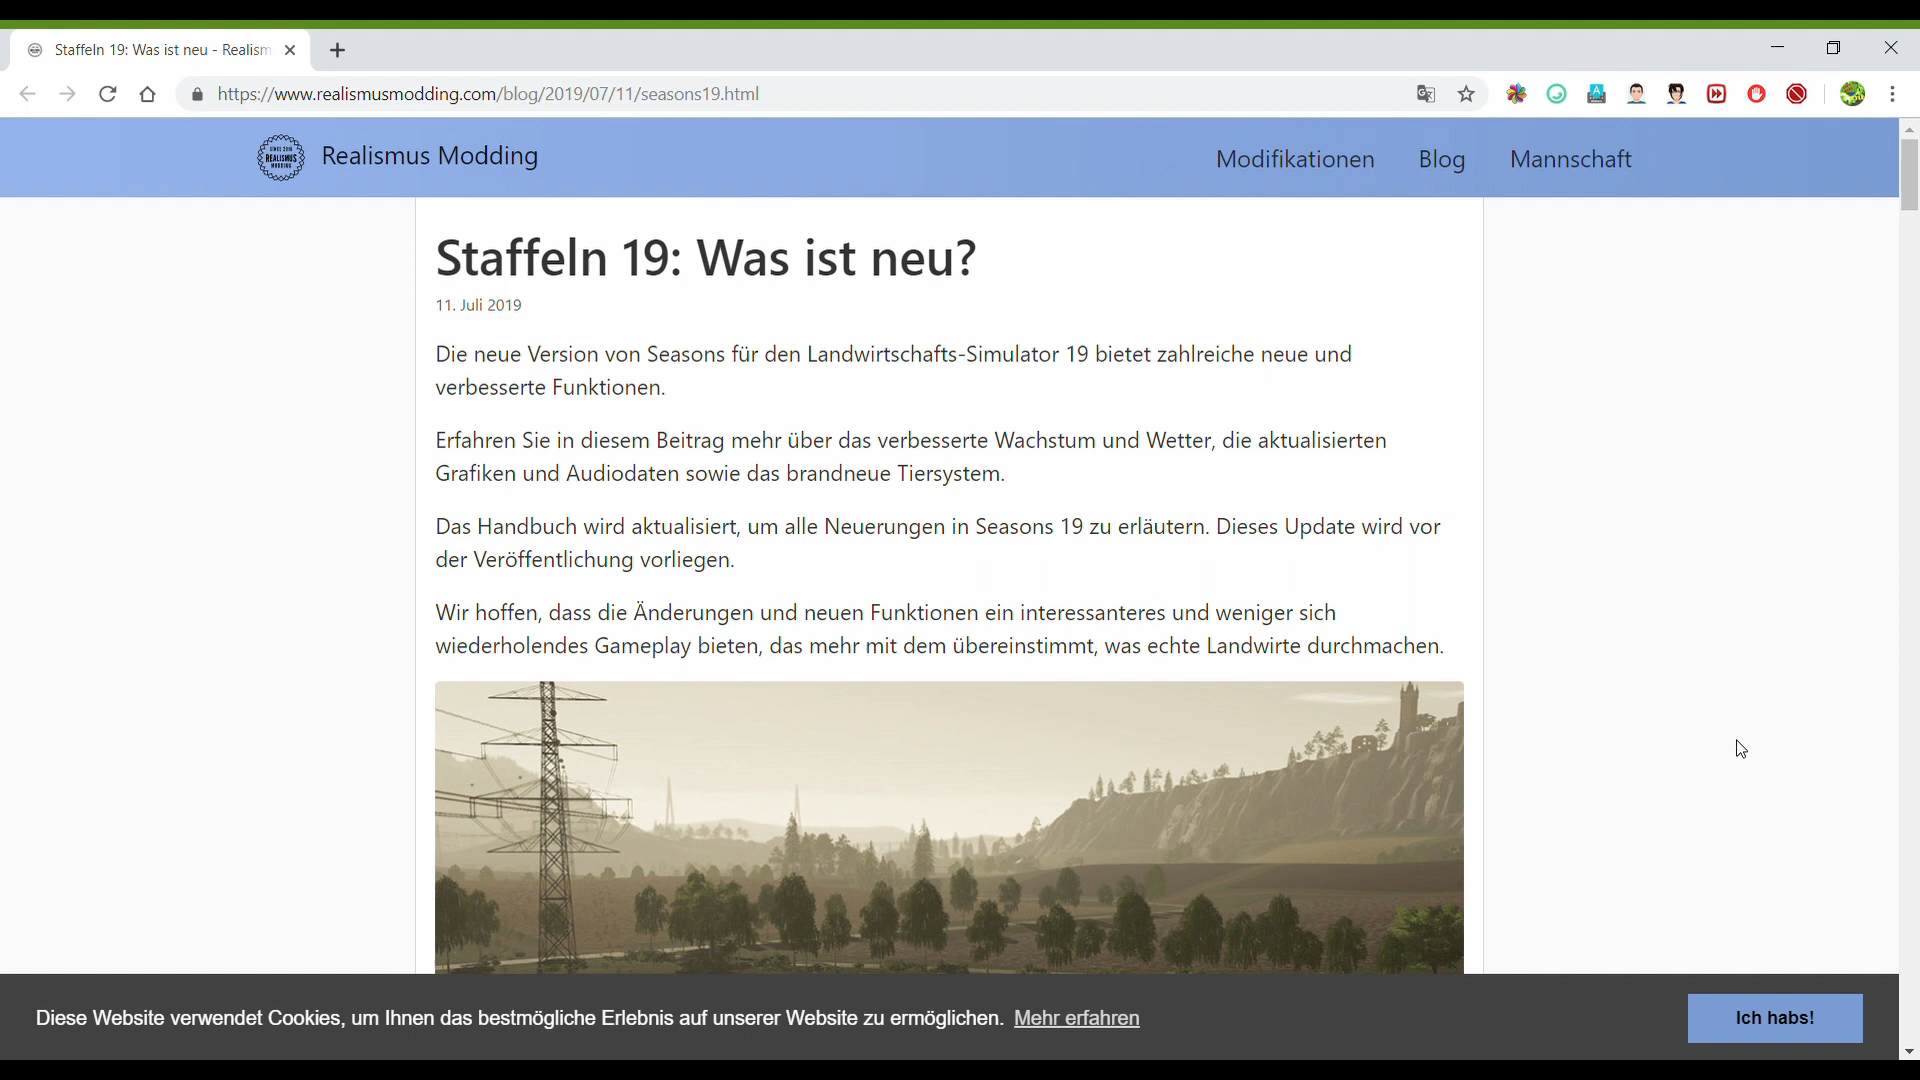 Staffeln 19: Was ist neu - Realism
https://www.realismusmodding.com/blog/2019/07/11/seasons19.html
SINCE 2016
REALISMUS
MODDING
Realismus Modding
Modifikationen
Blog
Mannschaft
Staffeln 19: Was ist neu?
11. Juli 2019
Die neue Version von Seasons für den Landwirtschafts-Simulator 19 bietet zahlreiche neue und
verbesserte Funktionen.
Erfahren Sie in diesem Beitrag mehr über das verbesserte Wachstum und Wetter, die aktualisierten
Grafiken und Audiodaten sowie das brandneue Tiersystem.
Das Handbuch wird aktualisiert, um alle Neuerungen in Seasons 19 zu erläutern. Dieses Update wird vor
der Veröffentlichung vorliegen.
Wir hoffen, dass die Änderungen und neuen Funktionen ein interessanteres und weniger sich
wiederholendes Gameplay bieten, das mehr mit dem übereinstimmt, was echte Landwirte durchmachen.
Diese Website verwendet Cookies, um Ihnen das bestmögliche Erlebnis auf unserer Website zu ermöglichen. Mehr erfahren
Ich habs!